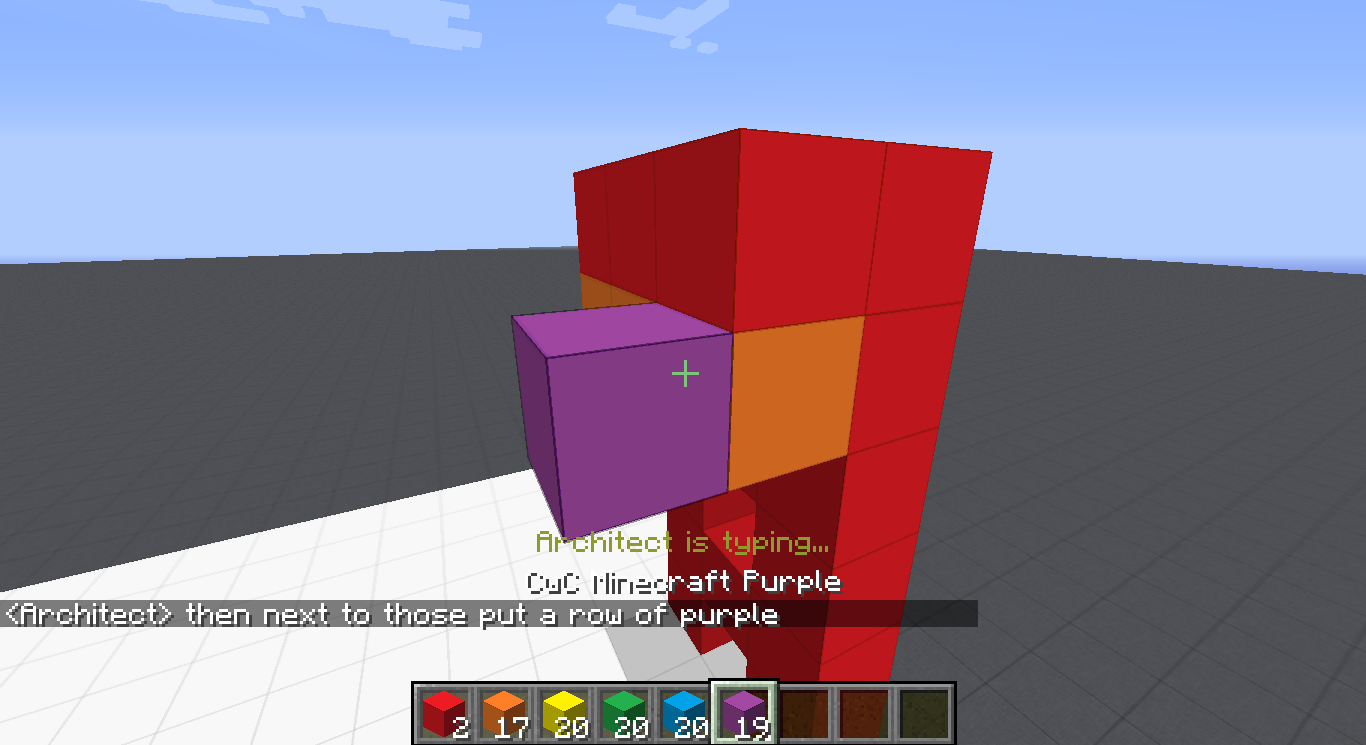 Architect is typing...
CwC Minecraft Purple
<Architect> then next to those put a row of purple
2 17 20 20 20 19